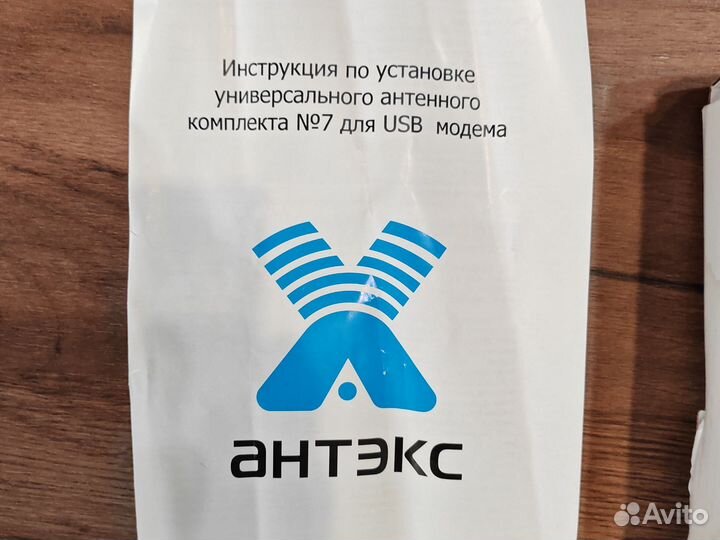 Инструкция по установке
универсального антенного
комплекта №7 для USB модема
антэкс
Avito